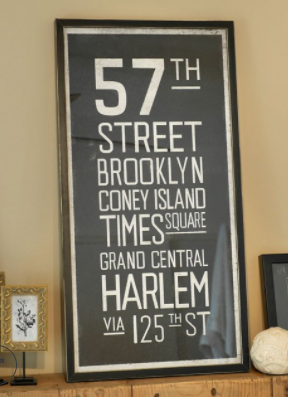 57TH
STREET
BROOKLYN
CONEY ISLAND
TIMES SQUARE
GRAND CENTRAL
HARLEM
VIA 125TH ST